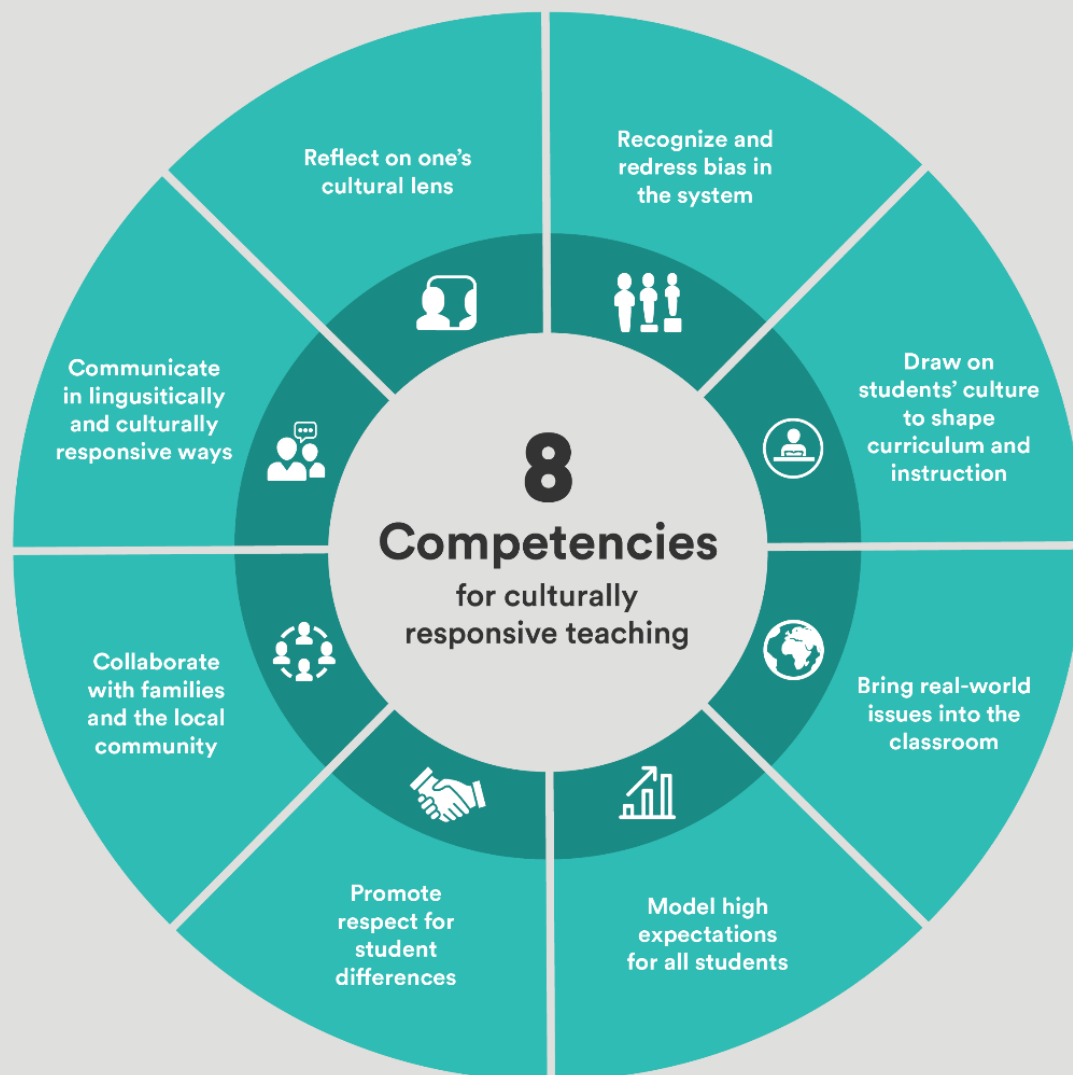 8
Competencies
for culturally
responsive teaching
Reflect on one's
cultural lens
Recognize and
redress bias in
the system
Draw on
students' culture
to shape
curriculum and
instruction
Bring real-world
issues into the
classroom
Model high
expectations
for all students
Promote
respect for
student
differences
Collaborate
with families
and the local
community
Communicate
in lingusitically
and culturally
responsive ways